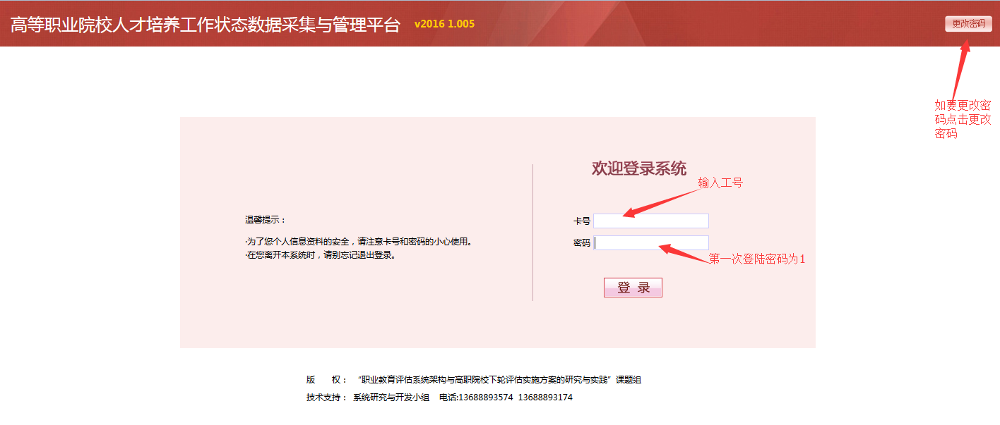 高等职业院校人才培养工作状态数据采集与管理平台 v2016 1.005
更改密码
如要更改密
码点击更改
密码
欢迎登录系统
输入工号
温馨提示：
·为了您个人信息资料的安全，请注意卡号和密码的小心使用。
·在您离开本系统时，请别忘记退出登录。
卡号
密码
第一次登陆密码为1
登 录
版 权： “职业教育评估系统架构与高职院校下轮评估实施方案的研究与实践”课题组
技术支持： 系统研究与开发小组 电话:13688893574 13688893174